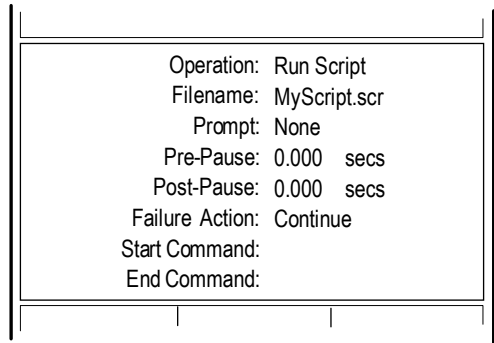 Operation: Run Script
Filename: MyScript.scr
Prompt: None
Pre-Pause: 0.000 secs
Post-Pause: 0.000 secs
Failure Action: Continue
Start Command:
End Command: